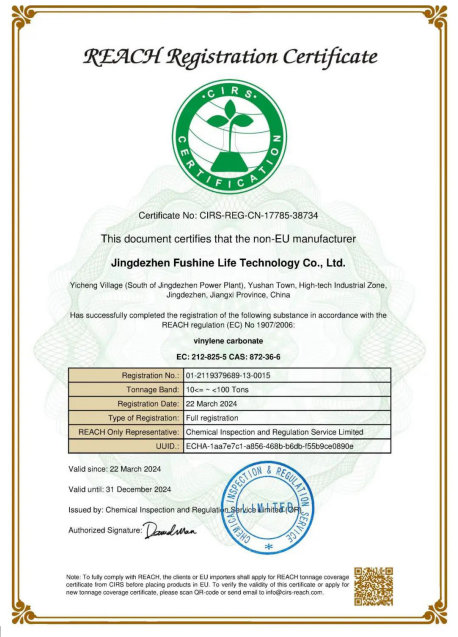 REACH Registration Certificate
·CIRS·
CERTIFICATION
Certificate No: CIRS-REG-CN-17785-38734
This document certifies that the non-EU manufacturer
Jingdezhen Fushine Life Technology Co., Ltd.
Yicheng Village (South of Jingdezhen Power Plant), Yushan Town, High-tech Industrial Zone,
Jingdezhen, Jiangxi Province, China
Has successfully completed the registration of the following substance in accordance with the
REACH regulation (EC) No 1907/2006:
vinylene carbonate
EC: 212-825-5 CAS: 872-36-6
Registration No.: 01-2119379689-13-0015
Tonnage Band: 10<= ~ <100 Tons
Registration Date: 22 March 2024
Type of Registration: Full registration
REACH Only Representative: Chemical Inspection and Regulation Service Limited
UUID.: ECHA-1aa7e7c1-a856-468b-b6db-f55b9ce0890e
Valid since: 22 March 2024
Valid until: 31 December 2024
Issued by: Chemical Inspection and Regulation Service Limited (OR)
CHEMICAL INSPECTION & REGULATION SERVICE
LIMITED
Authorized Signature:
Note: To fully comply with REACH, the clients or EU importers shall apply for REACH tonnage coverage
certificate from CIRS before placing products in EU. To verify the validity of this certificate or apply for
new tonnage coverage certificate, please scan QR-code or send email to info@cirs-reach.com.